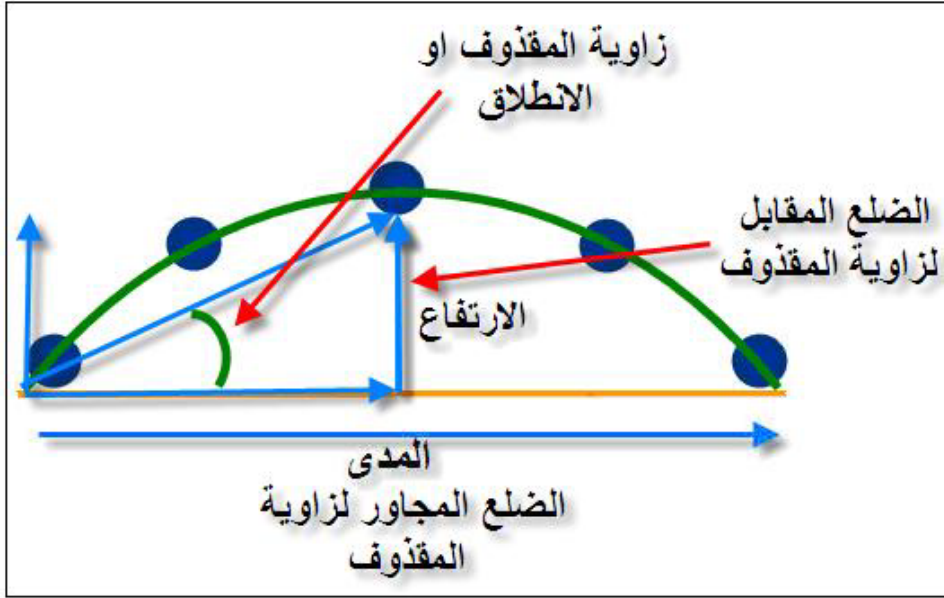 زاوية المقذوف او
الانطلاق
الضلع المقابل
لزاوية المقذوف
الارتفاع
المدى
الضلع المجاور لزاوية
المقذوف